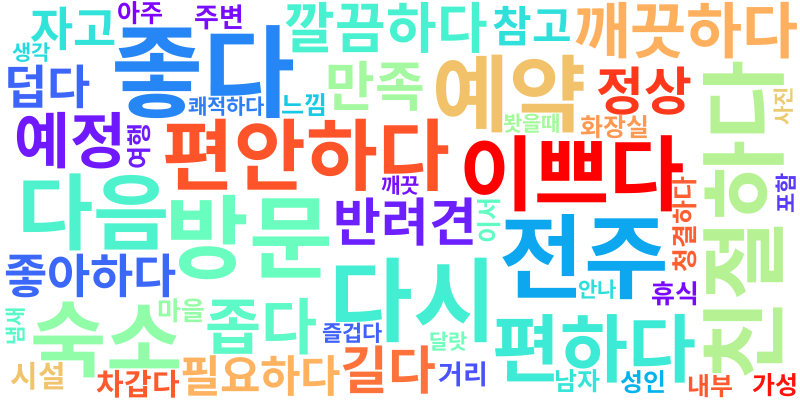 아주
주변
자고
생각
좋다
깔끔하다
참고
깨끗하다
덥다
쾌적하다
느낌
만족
예약
정상
사진
예정
여행
편안하다
봤을때
화장실
이쁘다
친절하다
다음
방문
깨끗
반려견
이서
청결하다
포함
좋아하다
다시
전주
안나
휴식
냄새
숙소
마을
좁다
즐겁다
달랏
편하다
시설
차갑다
필요하다
길다
거리
남자
성인
내부
가성